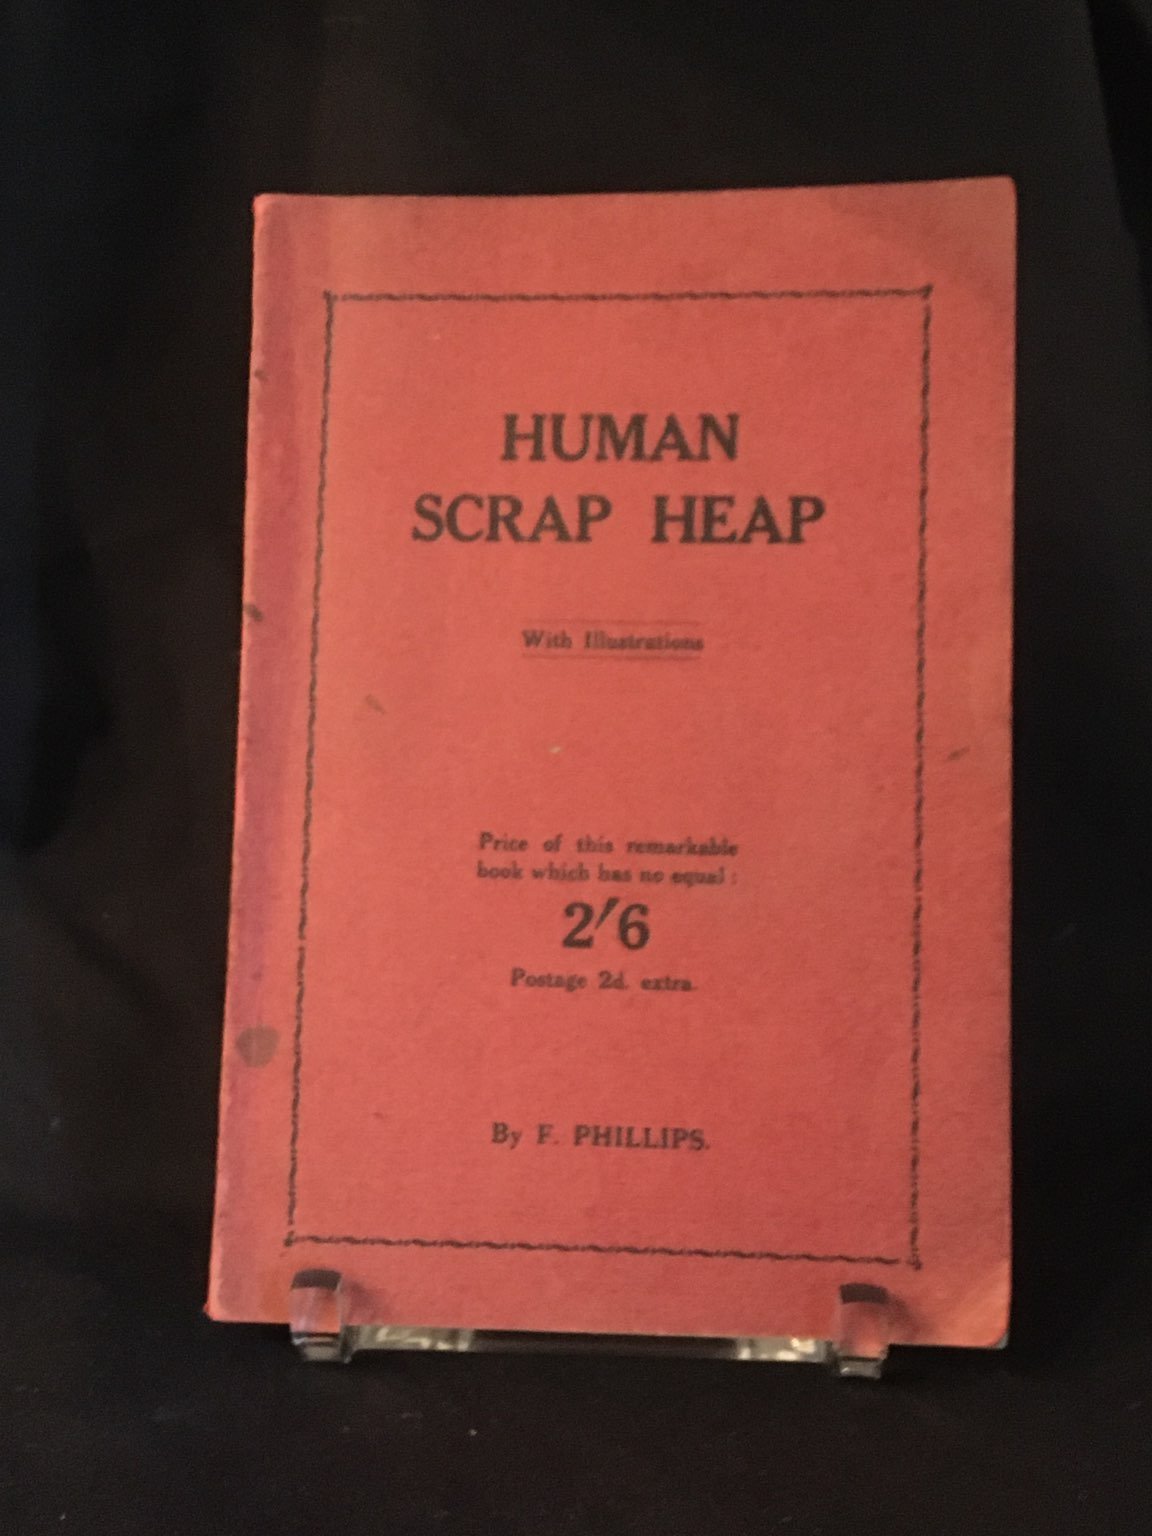 HUMAN
SCRAP HEAP
With Illustrations
Price of this remarkable
book which has no equal :
2/6
Postage 2d. extra.
By F. PHILLIPS.